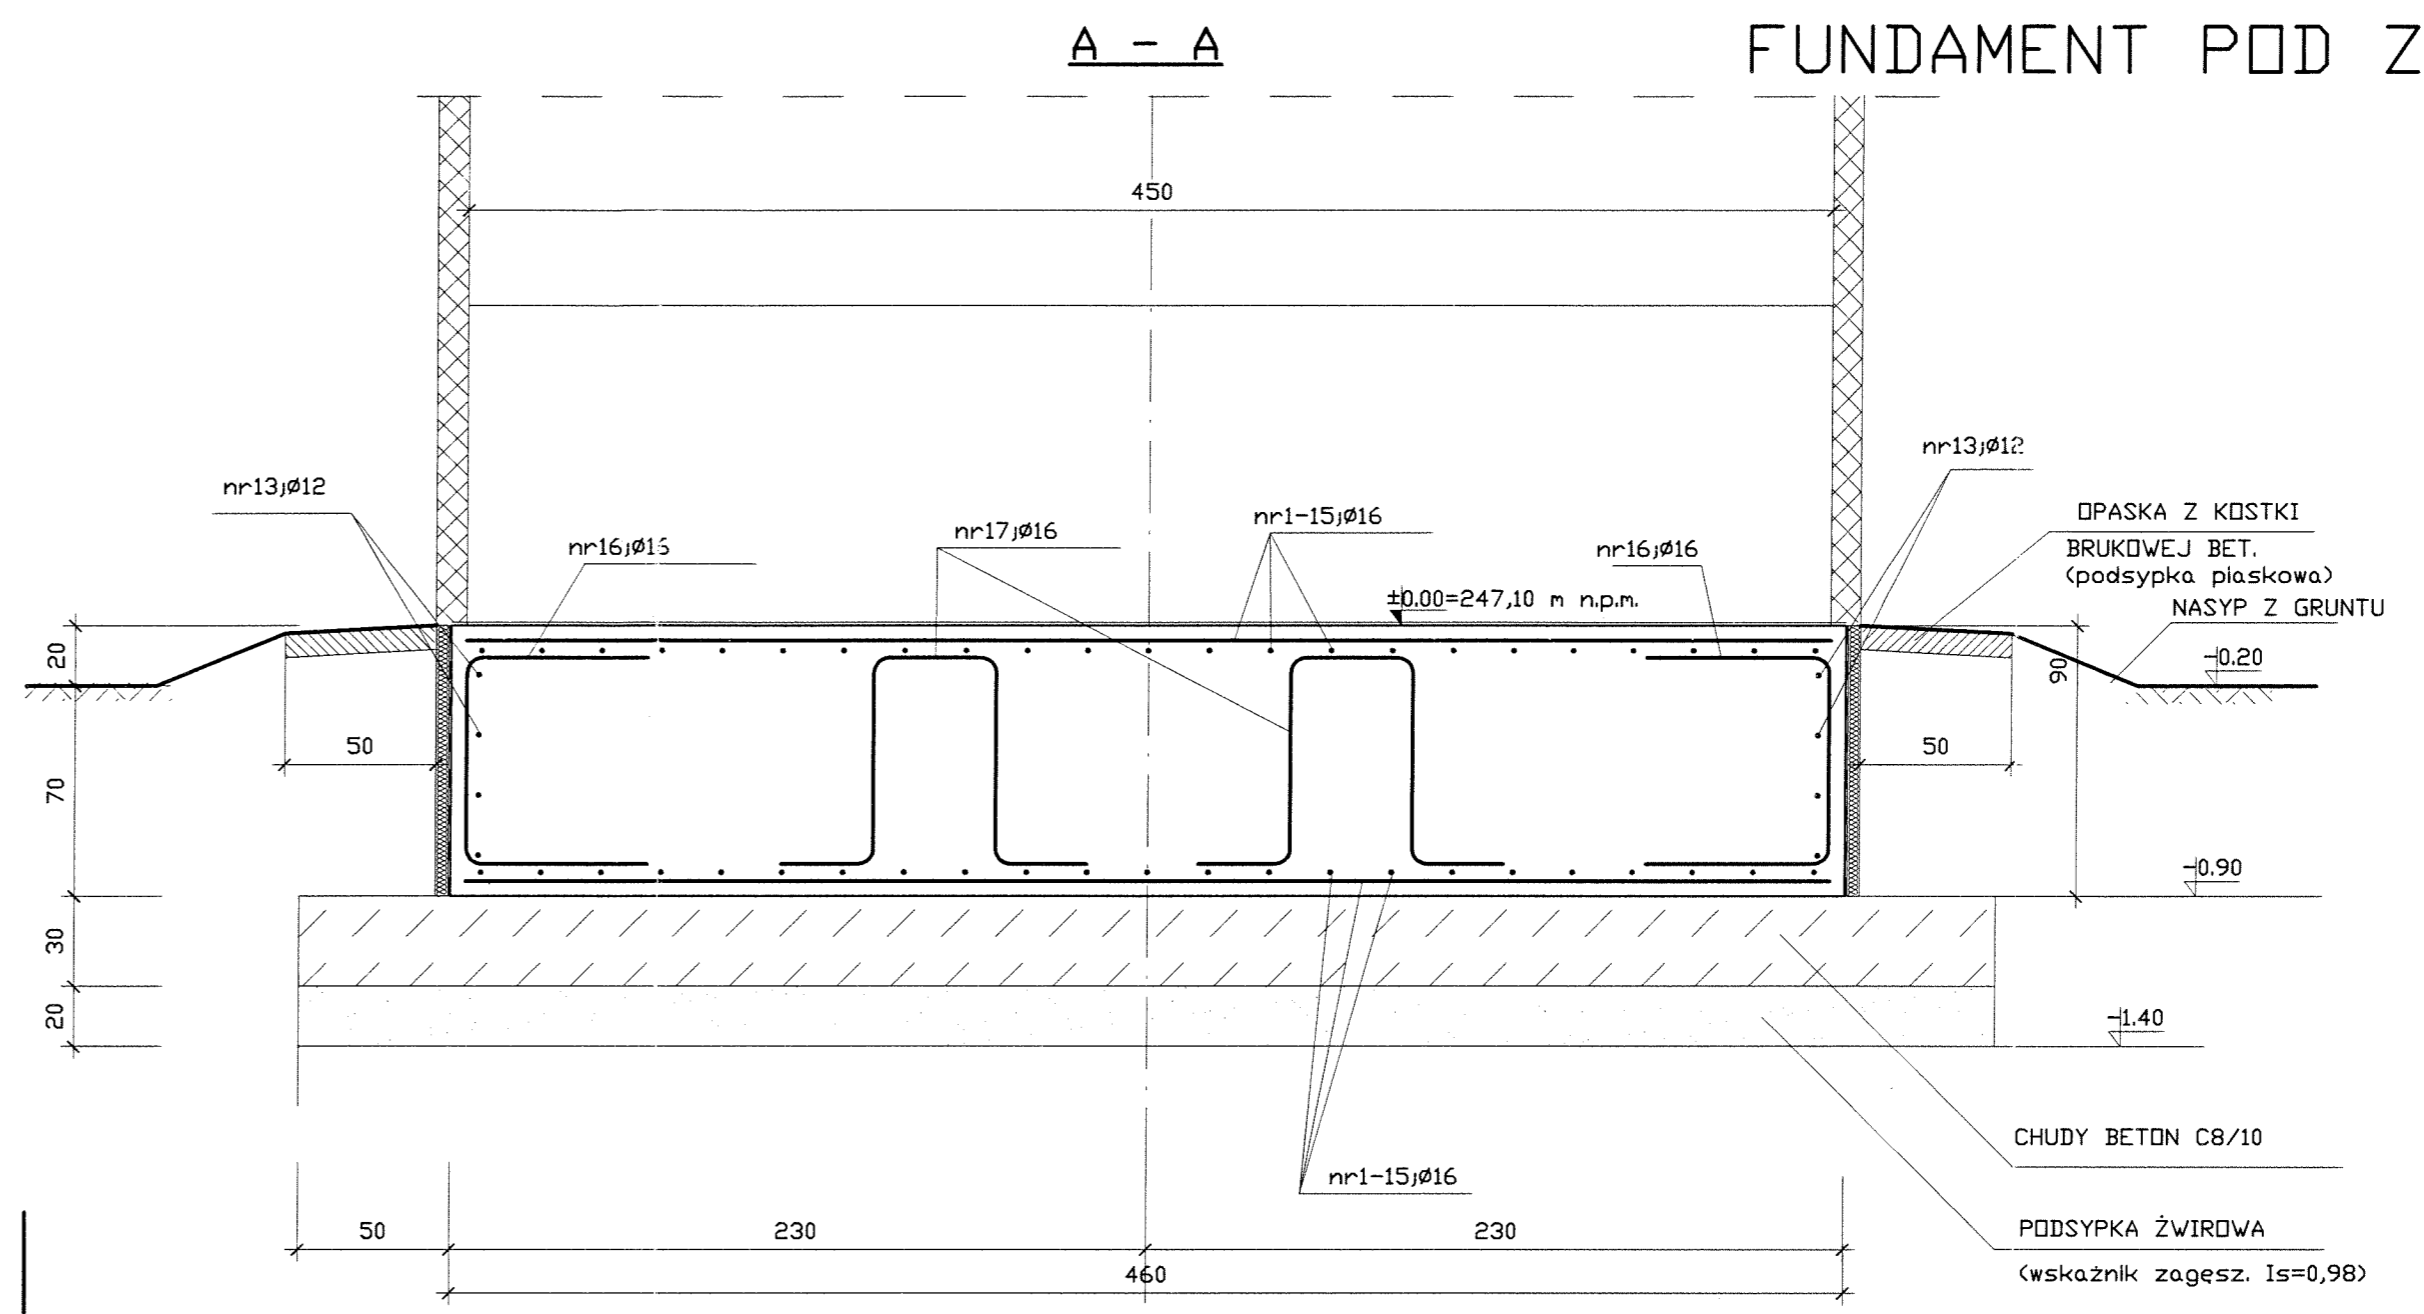 A - A
FUNDAMENT POD Z
450
nr13;ø12
nr13;ø12
nr16;ø16
nr17;ø16
nr1-15;ø16
nr16;ø16
OPASKA Z KOSTKI
BRUKOWEJ BET.
(podsypka piaskowa)
NASYP Z GRUNTU
±0.00=247,10 m n.p.m.
20
-0.20
90
50
50
70
-0.90
30
20
-1.40
CHUDY BETON C8/10
nr1-15;ø16
50
230
230
PODSYPKA ŻWIROWA
(wskaźnik zagęsz. Is=0,98)
460